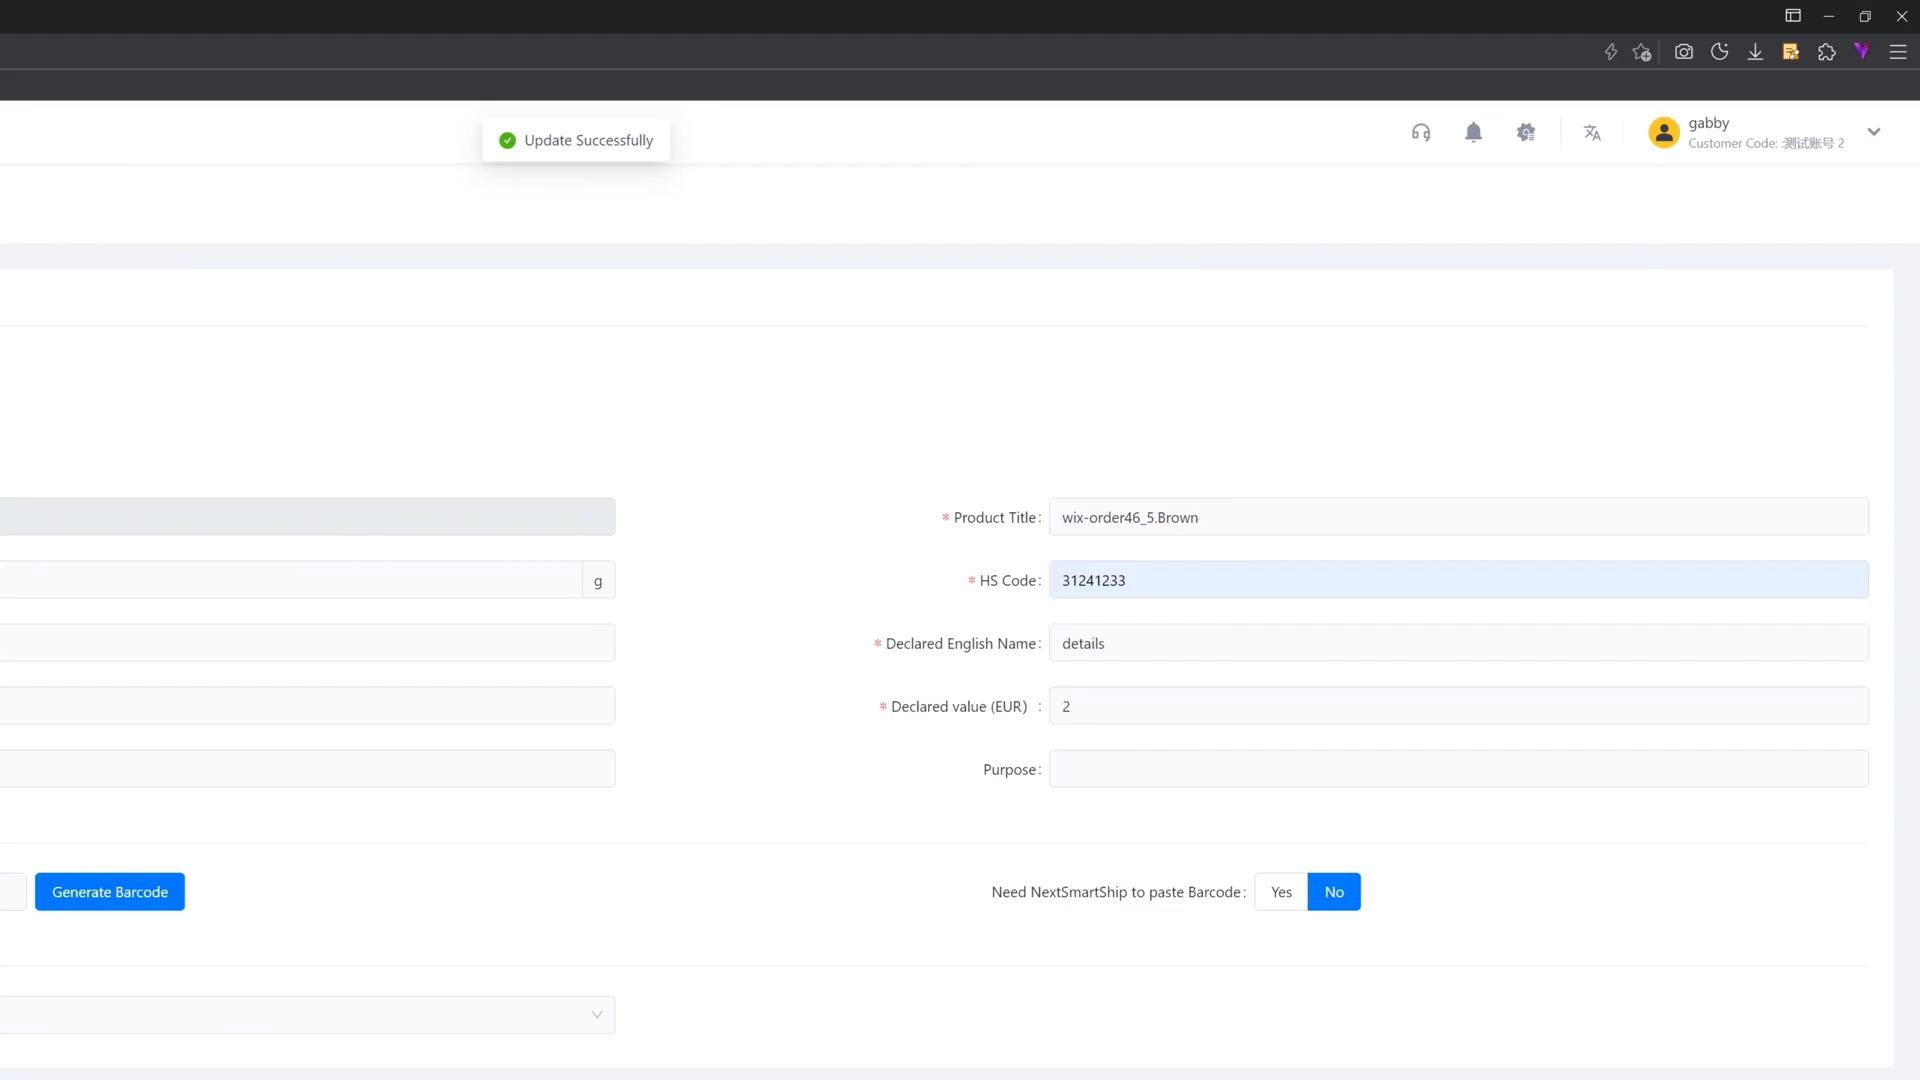 Update Successfully
gabby
Customer Code: :测试账号 2
* Product Title: wix-order46_5.Brown
g
* HS Code: 31241233
* Declared English Name: details
* Declared value (EUR) : 2
Purpose:
Generate Barcode
Need NextSmartShip to paste Barcode: Yes No